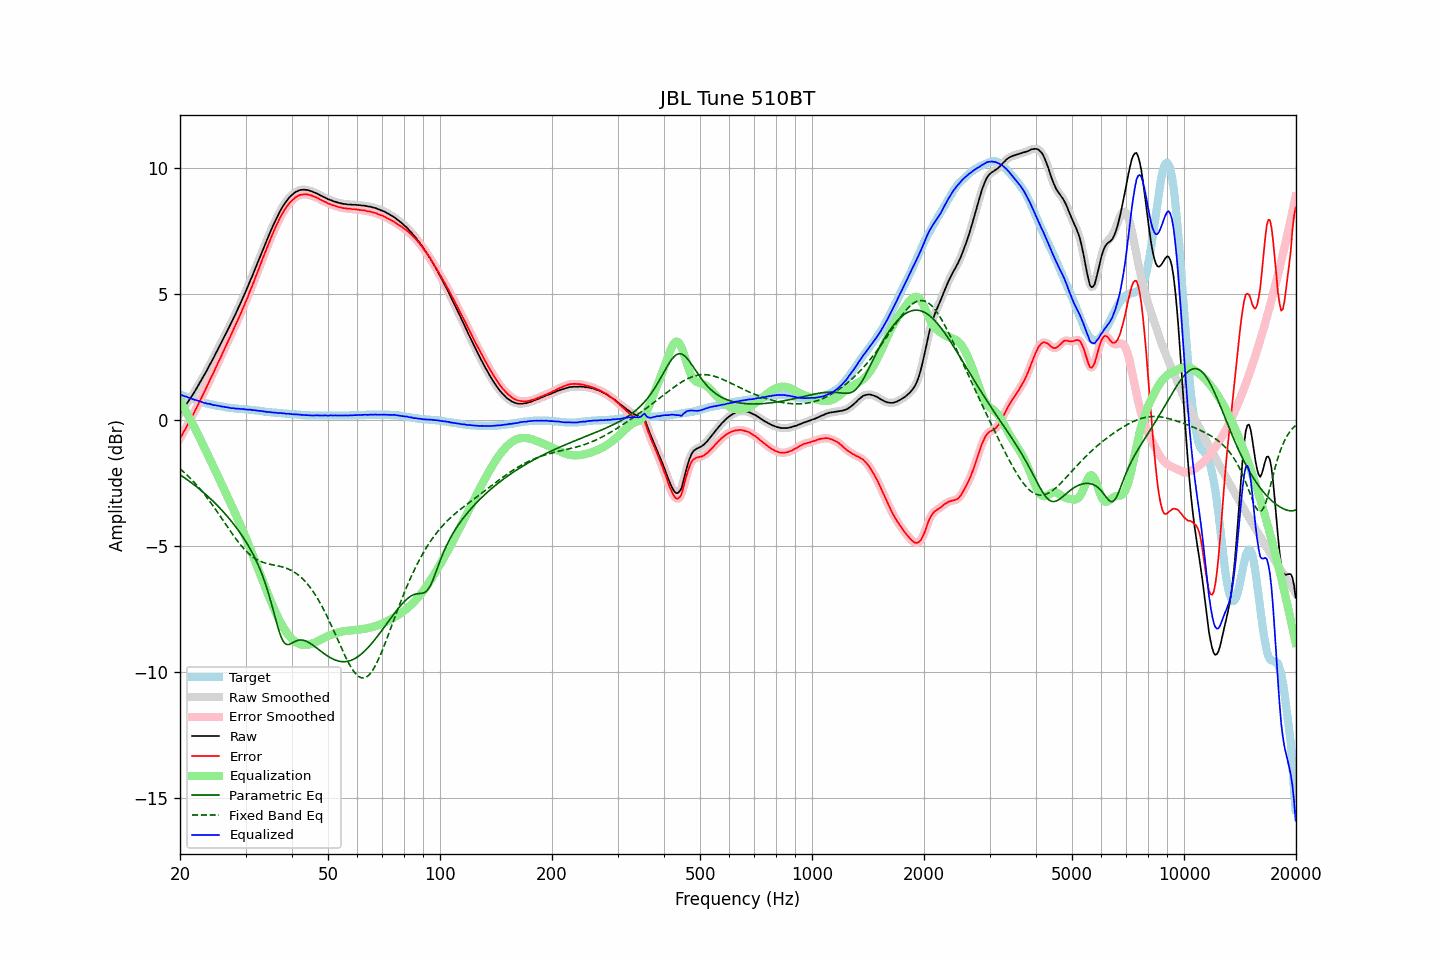 JBL Tune 510BT
Amplitude (dBr)
10
5
0
−5
−10
−15
Target
Raw Smoothed
Error Smoothed
Raw
Error
Equalization
Parametric Eq
Fixed Band Eq
Equalized
20
50
100
200
500
1000
2000
5000
10000
20000
Frequency (Hz)